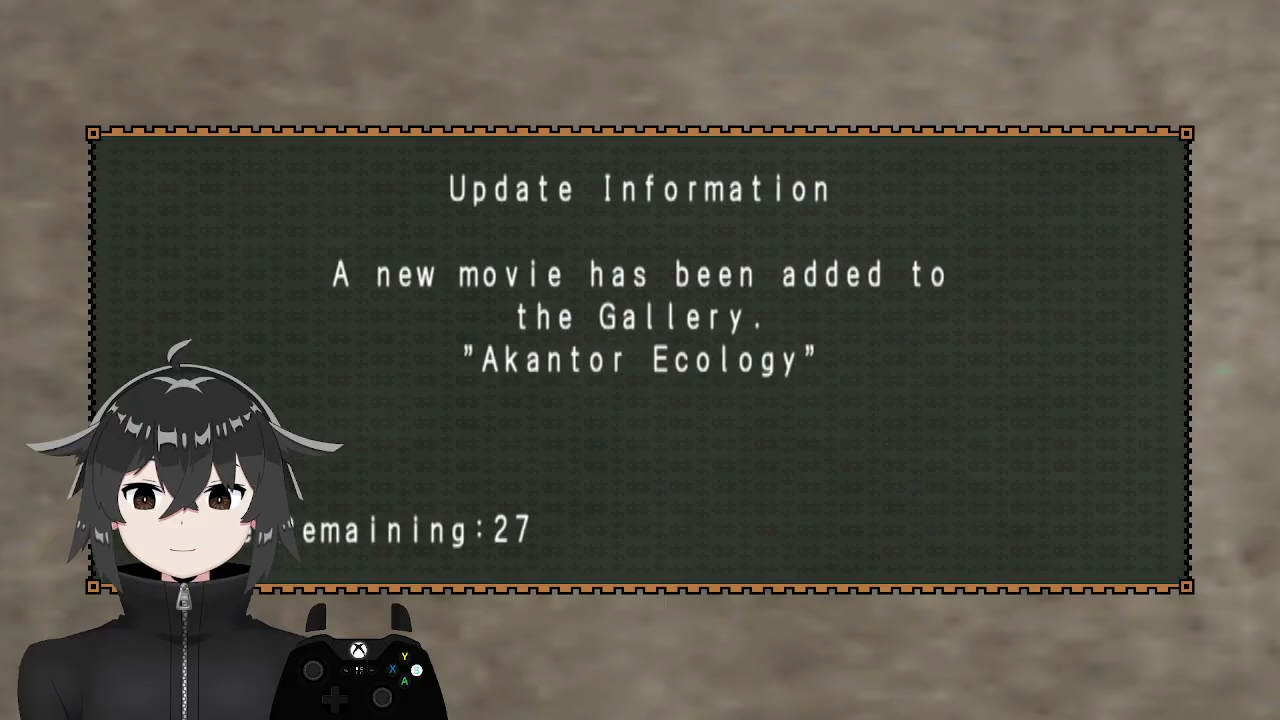 Update Information
A new movie has been added to
the Gallery.
"Akantor Ecology"
emaining:27
Y
X
B
A